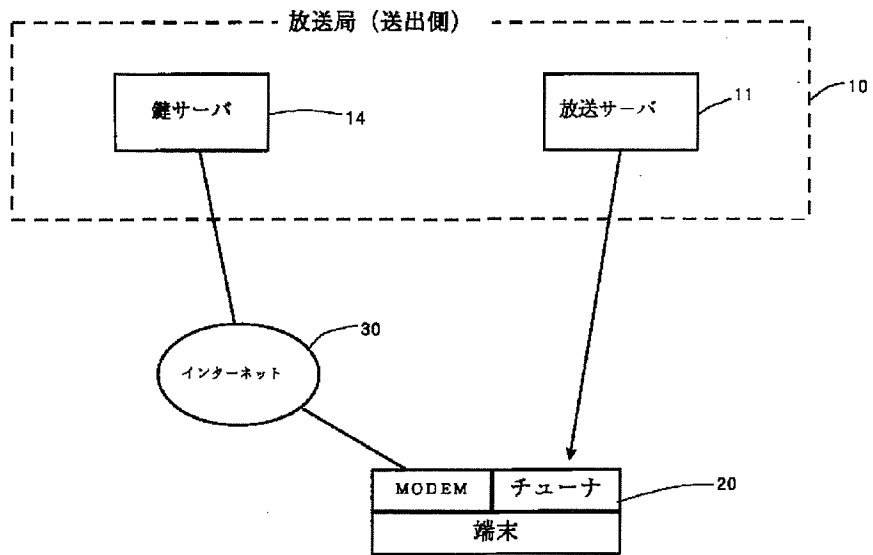 放送局（送出側）
10
鍵サーバ
14
放送サーバ
11
30
インターネット
MODEM
チューナ
20
端末